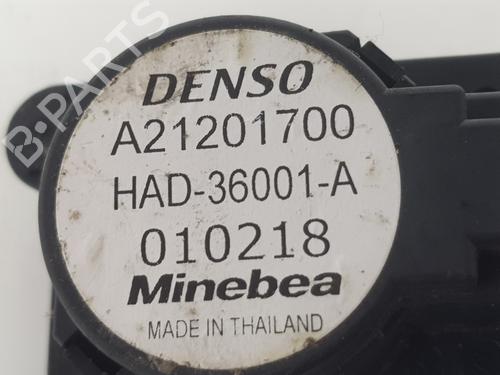 B-PARTS
DENSO
A21201700
HAD-36001-A
010218
Minebea
MADE IN THAILAND